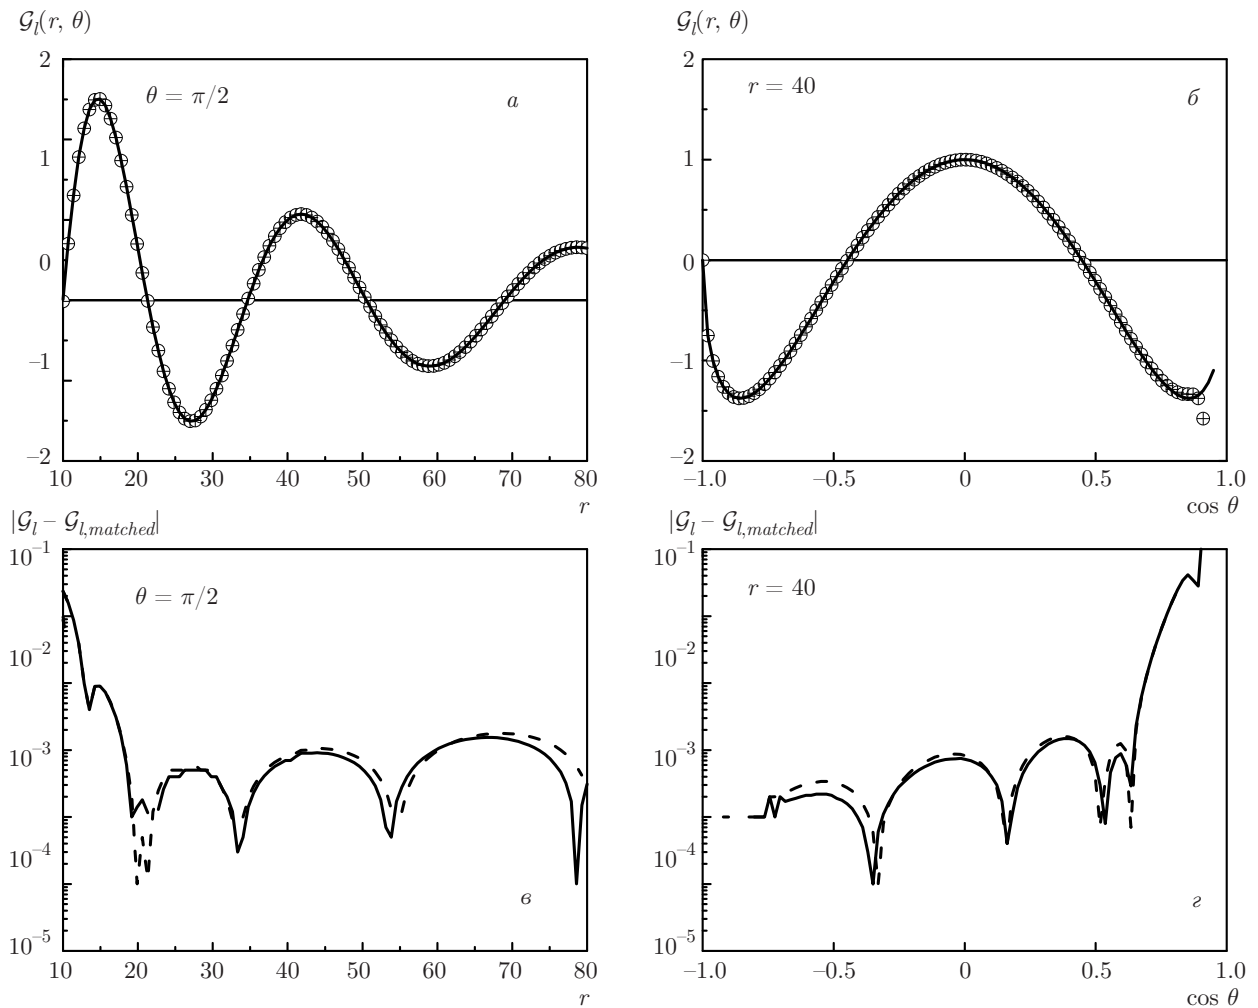 𝒢_l(r, θ)
2
1
0
–1
–2
θ = π/2
а
10 20 30 40 50 60 70 80
r
𝒢_l(r, θ)
2
1
0
–1
–2
r = 40
б
–1.0 –0.5 0 0.5 1.0
cos θ
|𝒢_l – 𝒢_{l,matched}|
10^{–1}
10^{–2}
10^{–3}
10^{–4}
10^{–5}
θ = π/2
в
10 20 30 40 50 60 70 80
r
|𝒢_l – 𝒢_{l,matched}|
10^{–1}
10^{–2}
10^{–3}
10^{–4}
10^{–5}
r = 40
г
–1.0 –0.5 0 0.5 1.0
cos θ